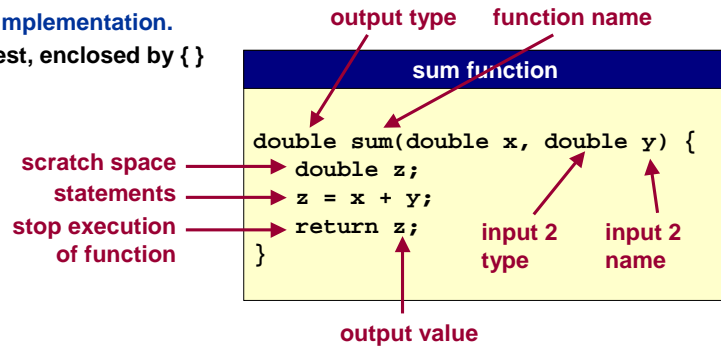 mplementation.
est, enclosed by { }
output type
function name
sum function
double sum(double x, double y) {
double z;
z = x + y;
return z;
}
scratch space
statements
stop execution
of function
input 2
type
input 2
name
output value